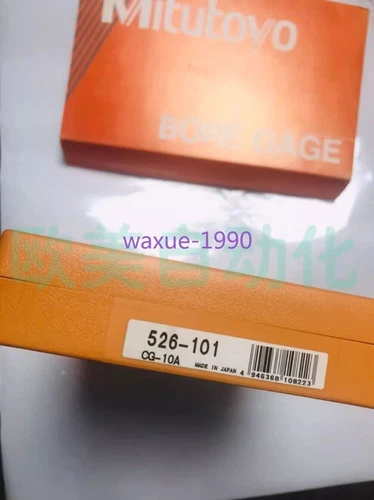 Mitutoyo
BORE GAGE
waxue-1990
欧美自动化
526-101
CG-10A
MADE IN JAPAN
4 946368 108223